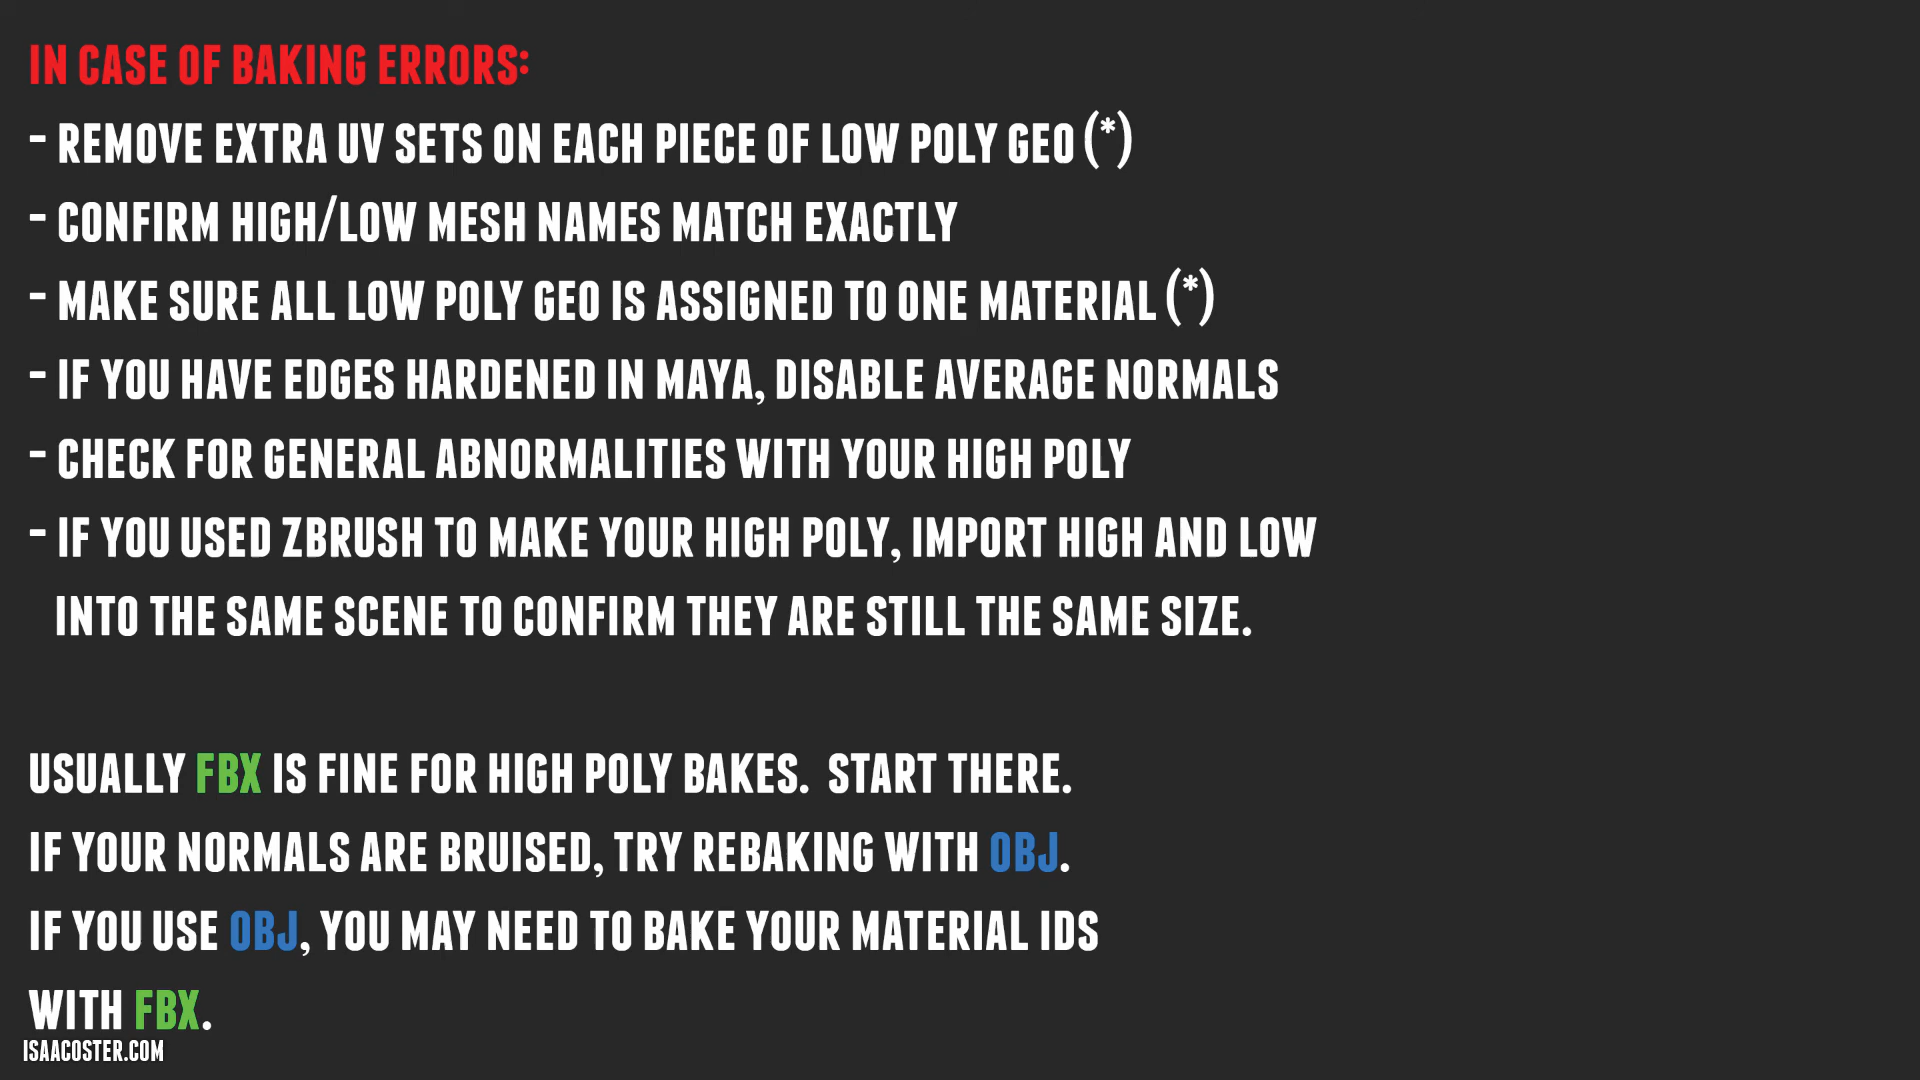 IN CASE OF BAKING ERRORS:
- REMOVE EXTRA UV SETS ON EACH PIECE OF LOW POLY GEO (*)
- CONFIRM HIGH/LOW MESH NAMES MATCH EXACTLY
- MAKE SURE ALL LOW POLY GEO IS ASSIGNED TO ONE MATERIAL (*)
- IF YOU HAVE EDGES HARDENED IN MAYA, DISABLE AVERAGE NORMALS
- CHECK FOR GENERAL ABNORMALITIES WITH YOUR HIGH POLY
- IF YOU USED ZBRUSH TO MAKE YOUR HIGH POLY, IMPORT HIGH AND LOW
INTO THE SAME SCENE TO CONFIRM THEY ARE STILL THE SAME SIZE.
USUALLY FBX IS FINE FOR HIGH POLY BAKES. START THERE.
IF YOUR NORMALS ARE BRUISED, TRY REBAKING WITH OBJ.
IF YOU USE OBJ, YOU MAY NEED TO BAKE YOUR MATERIAL IDS
WITH FBX.
ISAACOSTER.COM